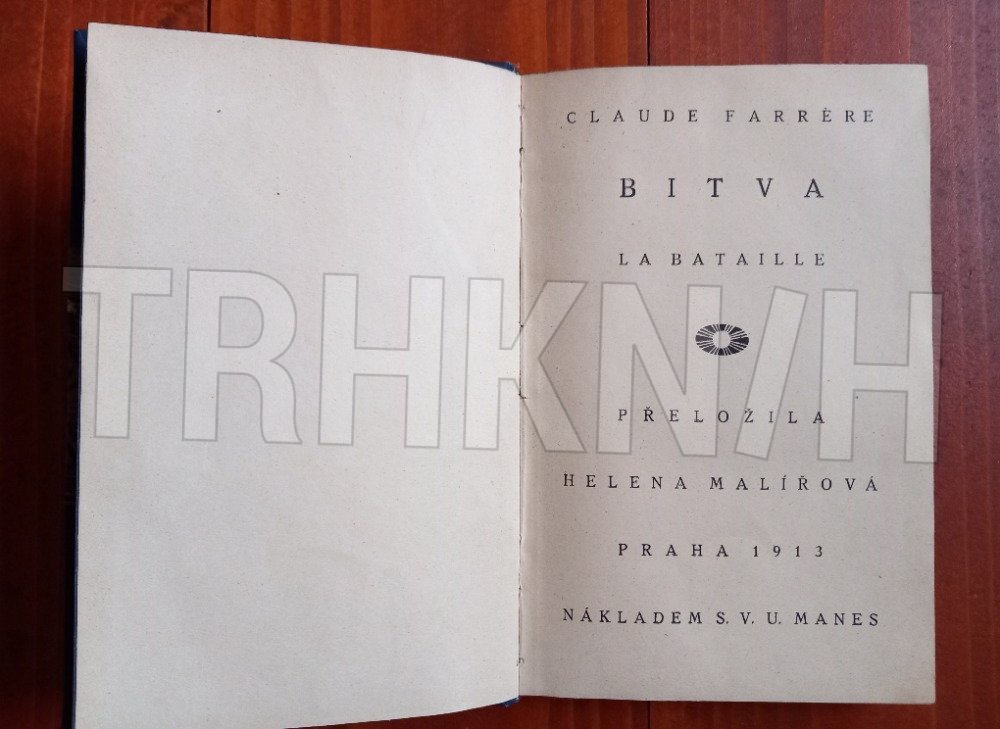 CLAUDE FARRÈRE
BITVA
LA BATAILLE
TRHKNIH
PŘELOŽILA
HELENA MALÍŘOVÁ
PRAHA 1913
NÁKLADEM S. V. U. MANES